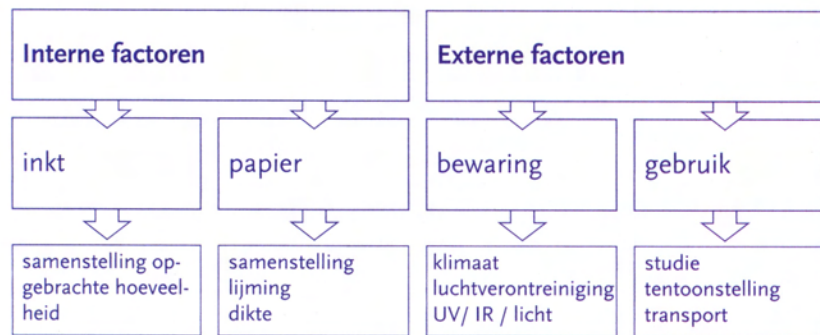 Interne factoren
Externe factoren
inkt
papier
bewaring
gebruik
samenstelling op-
gebrachte hoeveel-
heid
samenstelling
lijming
dikte
klimaat
luchtverontreiniging
UV/ IR / licht
studie
tentoonstelling
transport